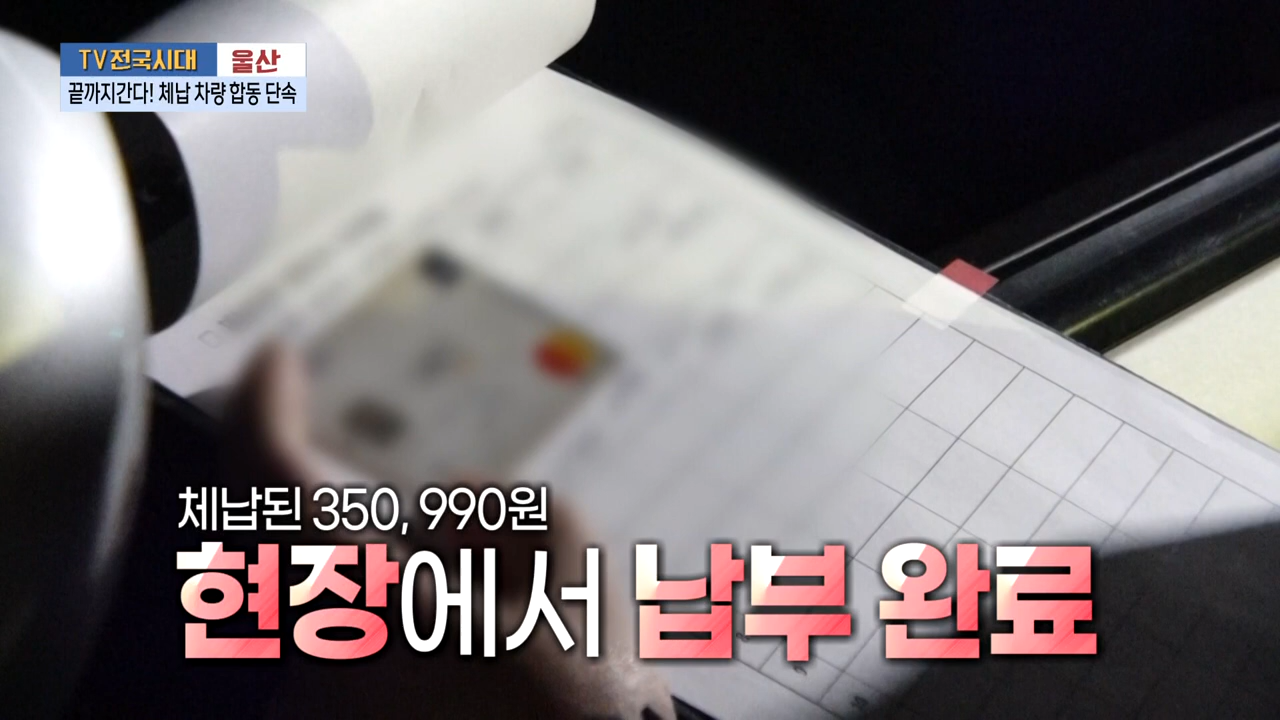 TV전국시대 울산
끝까지간다! 체납 차량 합동 단속
체납된 350, 990원
현장에서 납부 완료